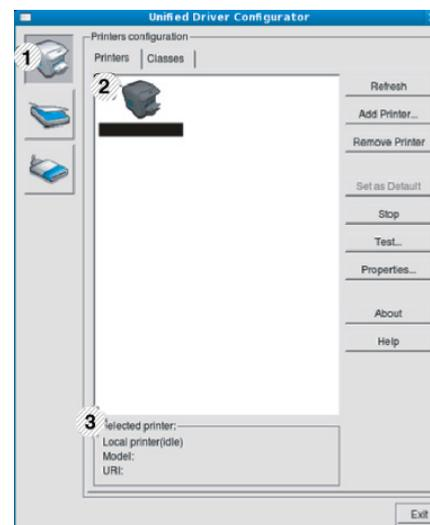 Unified Driver Configurator
1
Printers configuration
Printers
Classes
2
Refresh
Add Printer...
Remove Printer
Set as Default
Stop
Test...
Properties...
About
Help
3
Selected printer:
Local printer(idle)
Model:
URI:
Exit